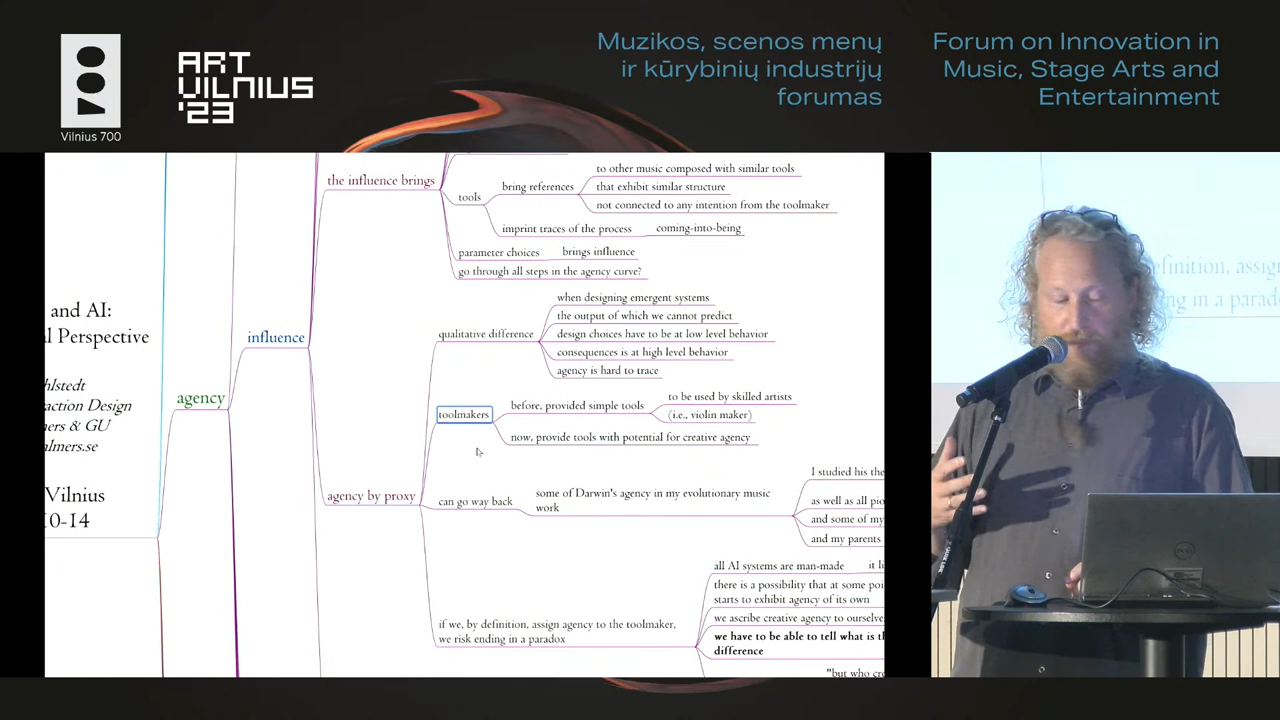 Vilnius 700
ART
VILNIUS
'23
Muzikos, scenos menų
ir kūrybinių industrijų
forumas
Forum on Innovation in
Music, Stage Arts and
Entertainment
and AI:
l Perspective
hlstedt
raction Design
ners & GU
almers.se
Vilnius
10-14
agency
influence
the influence brings
tools
bring references
to other music composed with similar tools
that exhibit similar structure
not connected to any intention from the toolmaker
imprint traces of the process
coming-into-being
parameter choices
brings influence
go through all steps in the agency curve?
agency by proxy
qualitative difference
when designing emergent systems
the output of which we cannot predict
design choices have to be at low level behavior
consequences is at high level behavior
agency is hard to trace
toolmakers
before, provided simple tools
to be used by skilled artists
(i.e., violin maker)
now, provide tools with potential for creative agency
can go way back
some of Darwin's agency in my evolutionary music
work
I studied his the
as well as all pio
and some of my
and my parents
if we, by definition, assign agency to the toolmaker,
we risk ending in a paradox
all AI systems are man-made
it li
there is a possibility that at some poi
starts to exhibit agency of its own
we ascribe creative agency to ourselve
we have to be able to tell what is th
difference
"but who cr
efinition, assig
ng in a parado
DELL